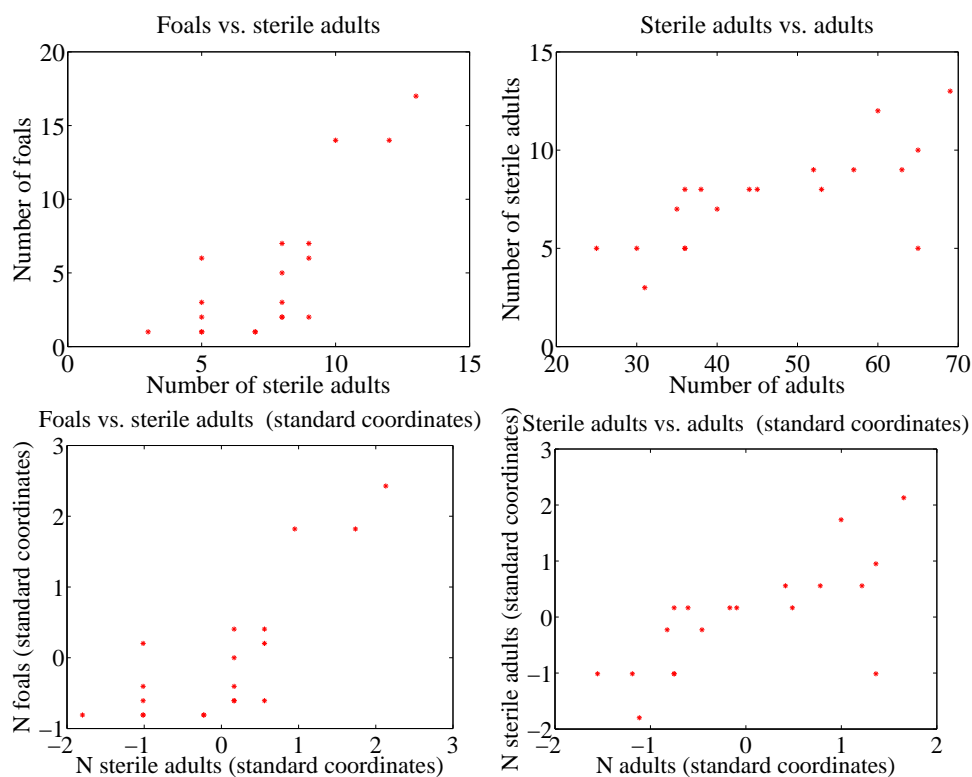 Foals vs. sterile adults
20
15
10
5
0
0 5 10 15
Number of foals
Number of sterile adults
Sterile adults vs. adults
15
10
5
0
20 30 40 50 60 70
Number of sterile adults
Number of adults
Foals vs. sterile adults (standard coordinates)
3
2
1
0
−1
−2 −1 0 1 2 3
N foals (standard coordinates)
N sterile adults (standard coordinates)
Sterile adults vs. adults (standard coordinates)
3
2
1
0
−1
−2
−2 −1 0 1 2
N sterile adults (standard coordinates)
N adults (standard coordinates)